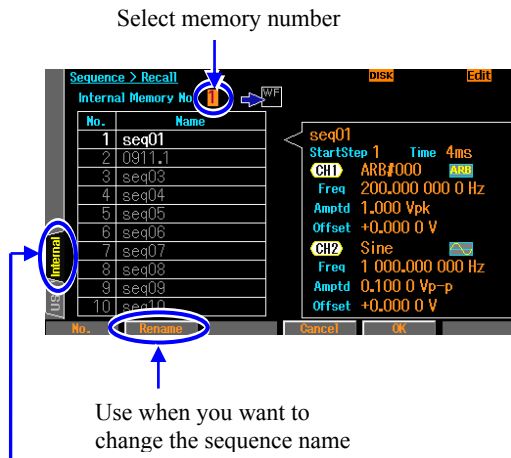 Select memory number
Sequence > Recall
DISK
Edit
Internal Memory No. 1
WF
No. Name
1 seq01
2 0911.1
3 seq03
4 seq04
5 seq05
6 seq06
7 seq07
8 seq08
9 seq09
10 seq10
Internal
US
seq01
StartStep 1 Time 4ms
CH1 ARB#000 ARB
Freq 200.000 000 0 Hz
Amptd 1.000 Vpk
Offset +0.000 0 V
CH2 Sine
Freq 1 000.000 000 Hz
Amptd 0.100 0 Vp-p
Offset +0.000 0 V
No. Rename Cancel OK
Use when you want to
change the sequence name